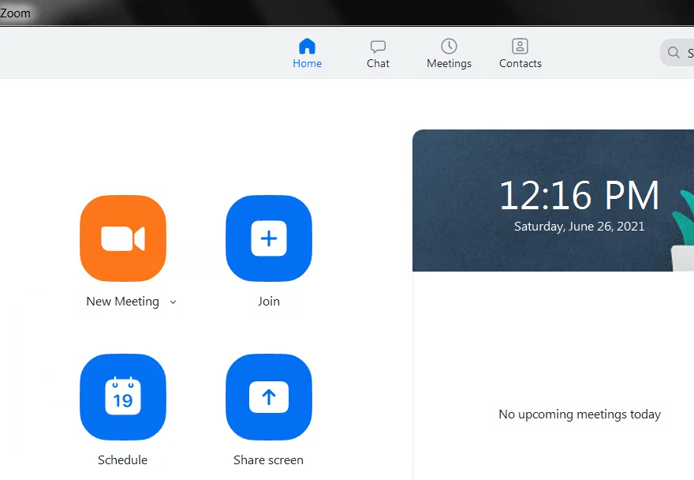 Zoom
Home
Chat
Meetings
Contacts
S
New Meeting
Join
12:16 PM
Saturday, June 26, 2021
19
Schedule
Share screen
No upcoming meetings today